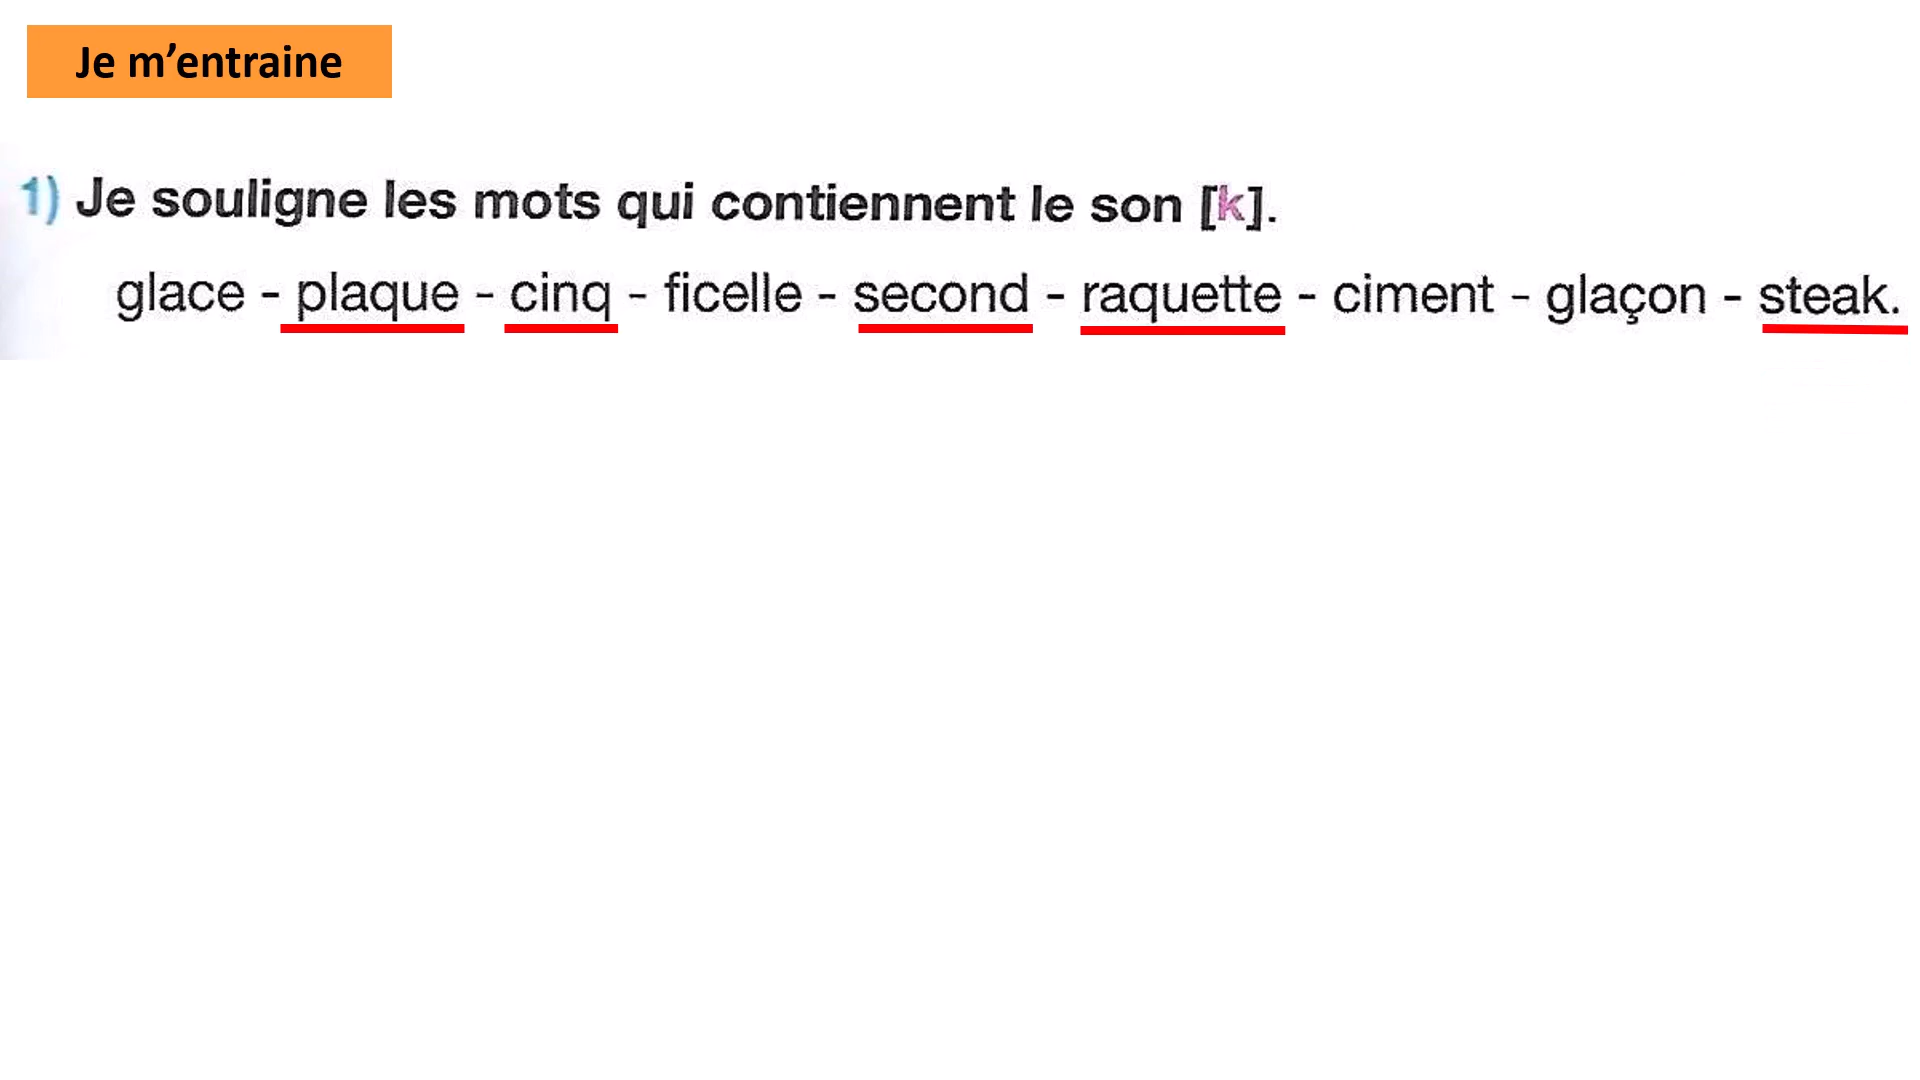 Je m’entraine
1) Je souligne les mots qui contiennent le son [k].
glace - plaque - cinq - ficelle - second - raquette - ciment - glaçon - steak.